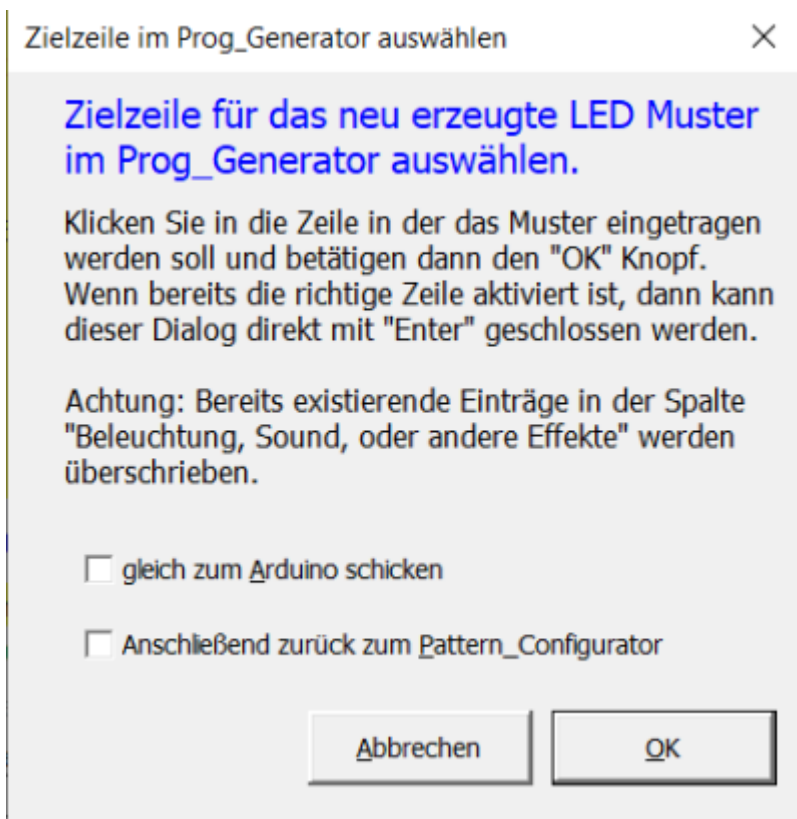 Zielzeile im Prog_Generator auswählen
Zielzeile für das neu erzeugte LED Muster
im Prog_Generator auswählen.
Klicken Sie in die Zeile in der das Muster eingetragen
werden soll und betätigen dann den "OK" Knopf.
Wenn bereits die richtige Zeile aktiviert ist, dann kann
dieser Dialog direkt mit "Enter" geschlossen werden.
Achtung: Bereits existierende Einträge in der Spalte
"Beleuchtung, Sound, oder andere Effekte" werden
überschrieben.
gleich zum Arduino schicken
Anschließend zurück zum Pattern_Configurator
Abbrechen
OK